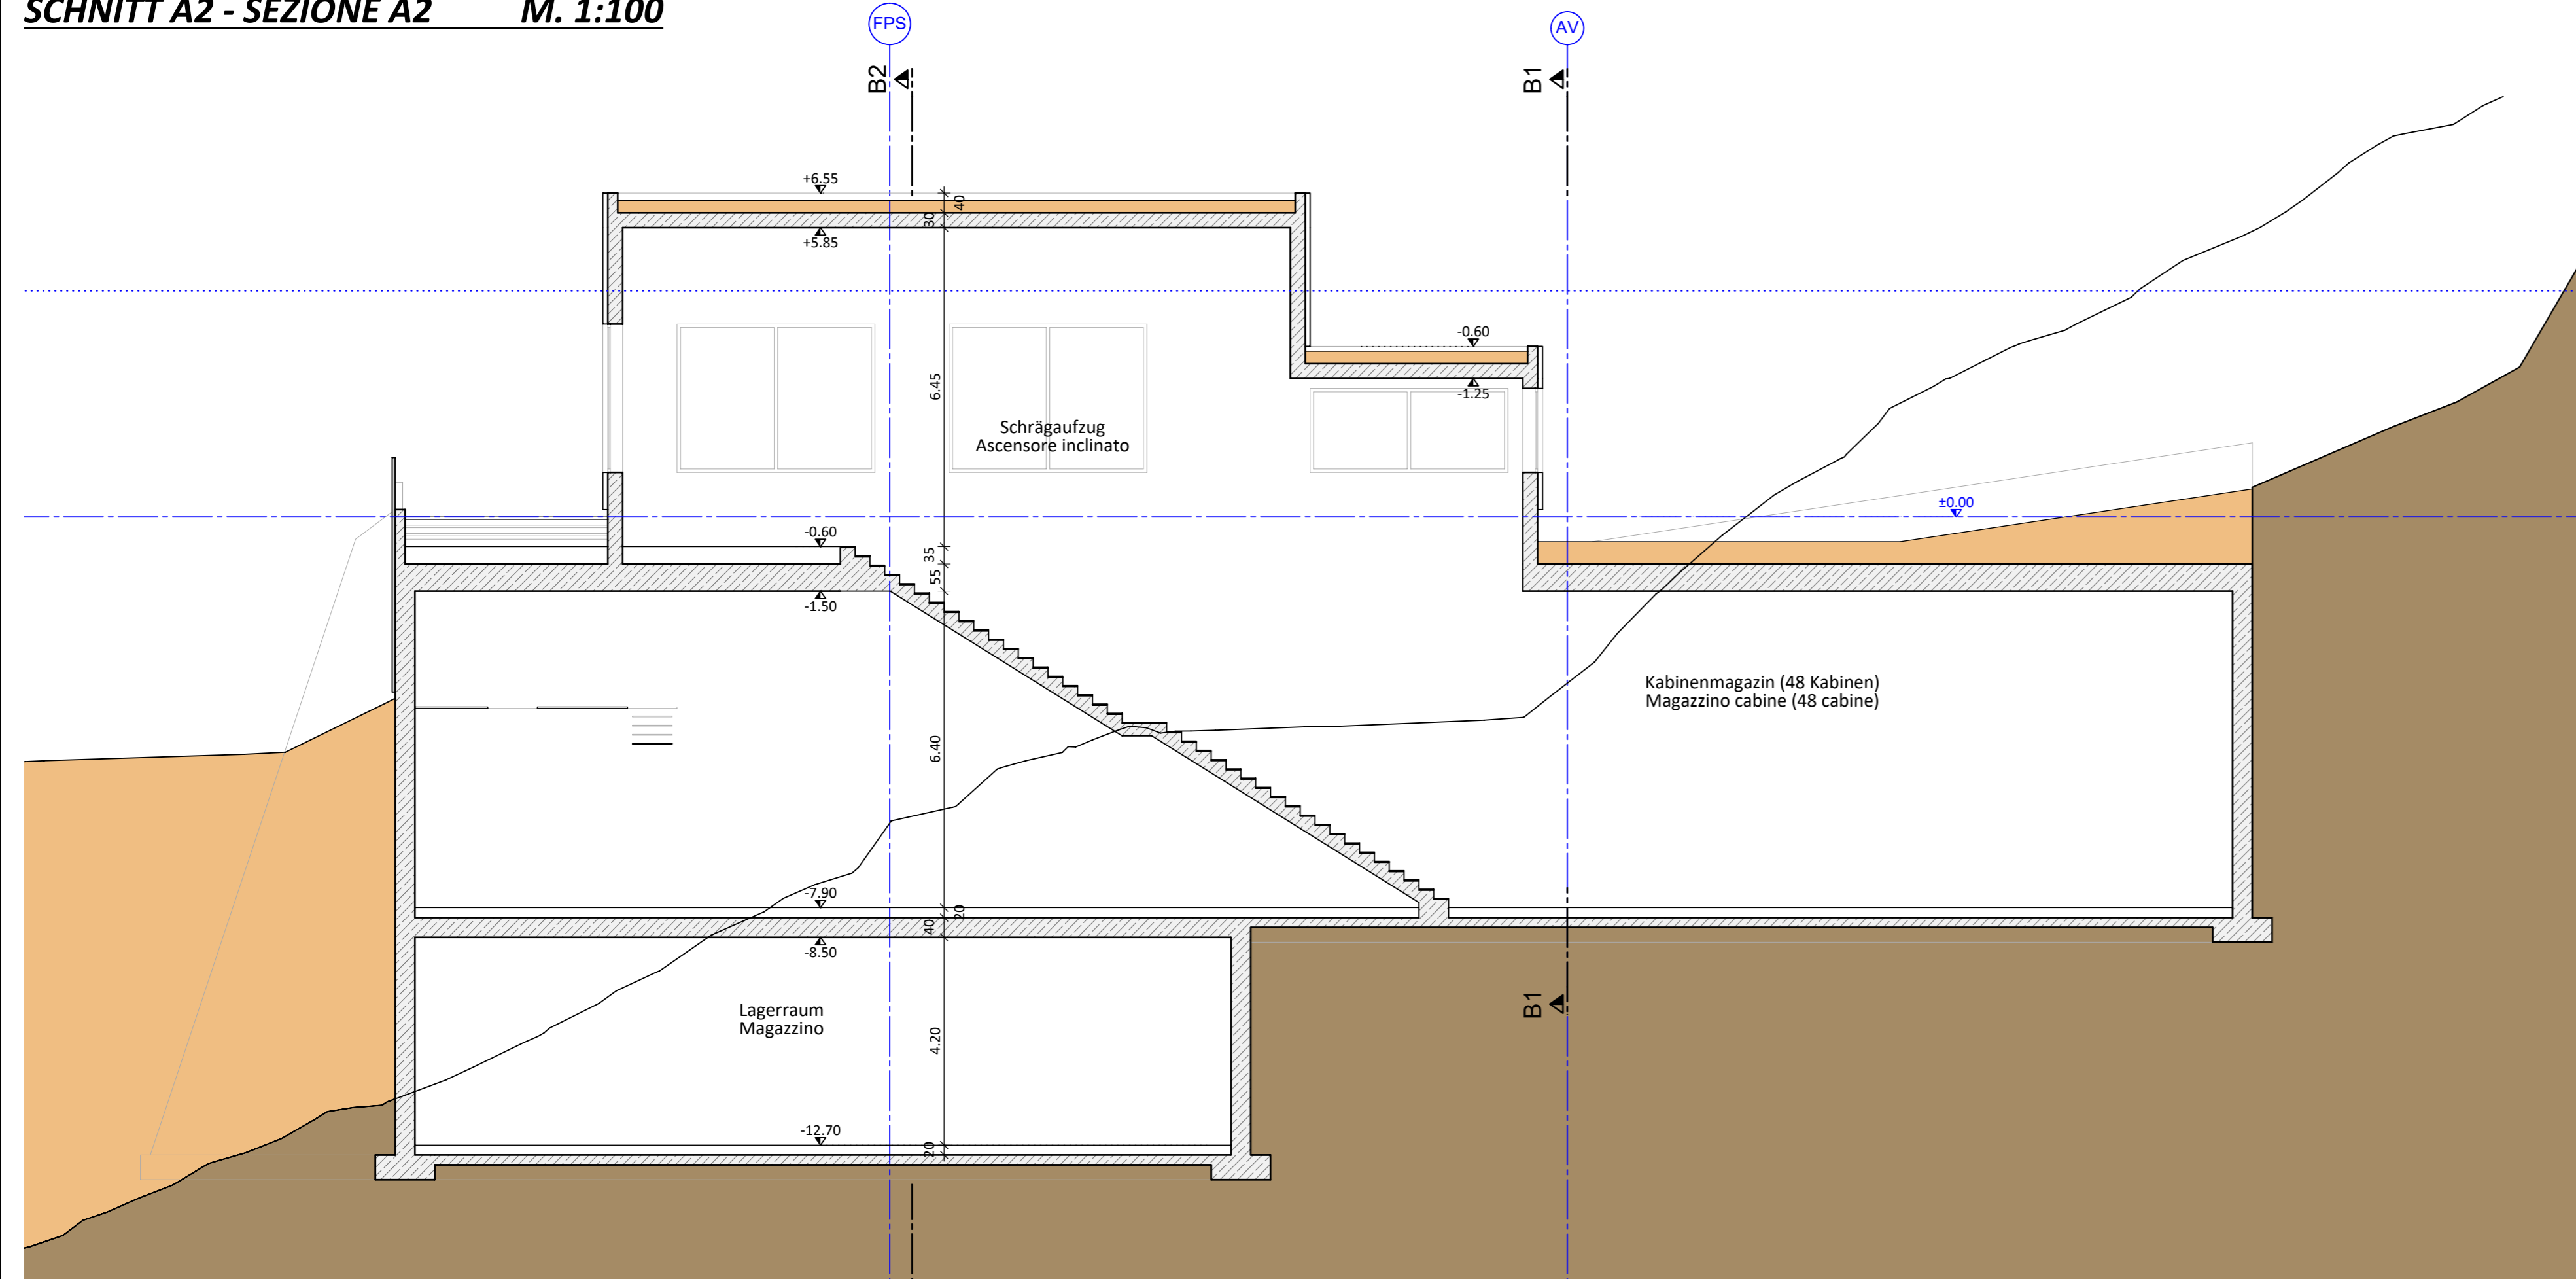 SCHNITT A2 - SEZIONE A2 M. 1:100
FPS
AV
B2
B1
+6.55
40
30
+5.85
-0.60
6.45
-1.25
Schrägaufzug
Ascensore inclinato
±0.00
-0.60
35
55
-1.50
Kabinenmagazin (48 Kabinen)
Magazzino cabine (48 cabine)
6.40
-7.90
20
40
-8.50
B1
Lagerraum
Magazzino
4.20
-12.70
20